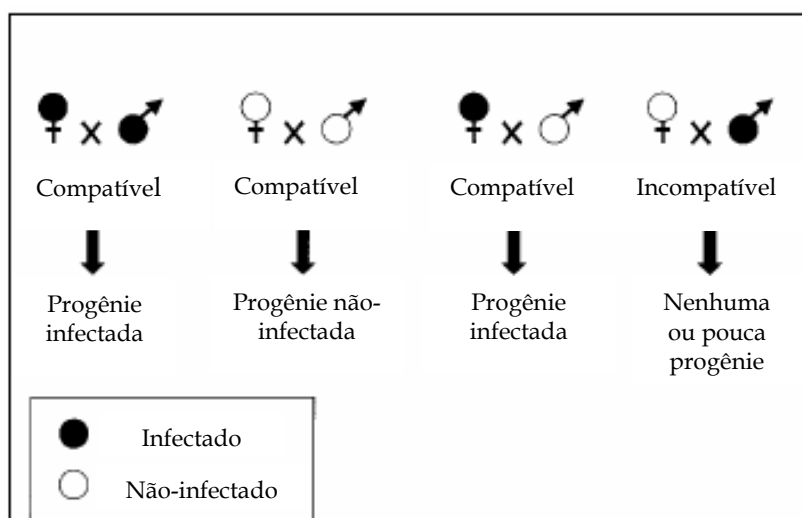 ♀ x ♂ ♀ x ♂ ♀ x ♂ ♀ x ♂
Compatível Compatível Compatível Incompatível
Progênie
infectada
Progênie não-
infectada
Progênie
infectada
Nenhuma
ou pouca
progênie
Infectado
Não-infectado